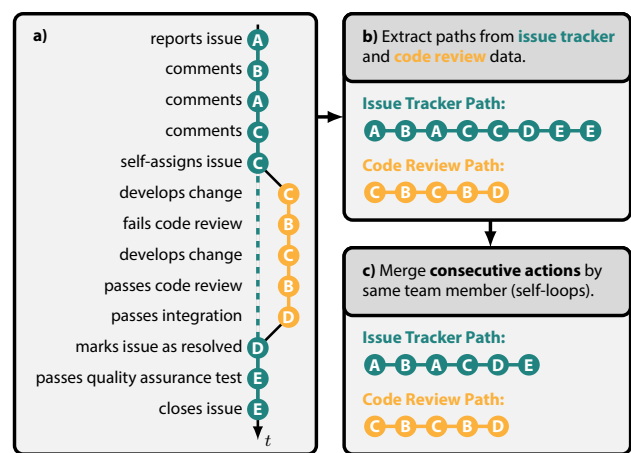 a)
reports issue A
comments B
comments A
comments C
self-assigns issue C
develops change C
fails code review B
develops change C
passes code review B
passes integration D
marks issue as resolved D
passes quality assurance test E
closes issue E
t
b) Extract paths from issue tracker
and code review data.
Issue Tracker Path:
A B A C C D E E
Code Review Path:
C B C B D
c) Merge consecutive actions by
same team member (self-loops).
Issue Tracker Path:
A B A C D E
Code Review Path:
C B C B D